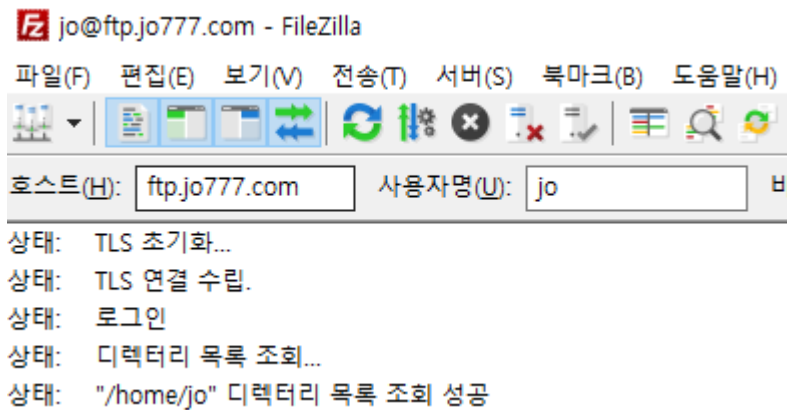 jo@ftp.jo777.com - FileZilla
파일(F) 편집(E) 보기(V) 전송(T) 서버(S) 북마크(B) 도움말(H)
호스트(H): ftp.jo777.com 사용자명(U): jo
상태: TLS 초기화...
상태: TLS 연결 수립.
상태: 로그인
상태: 디렉터리 목록 조회...
상태: "/home/jo" 디렉터리 목록 조회 성공